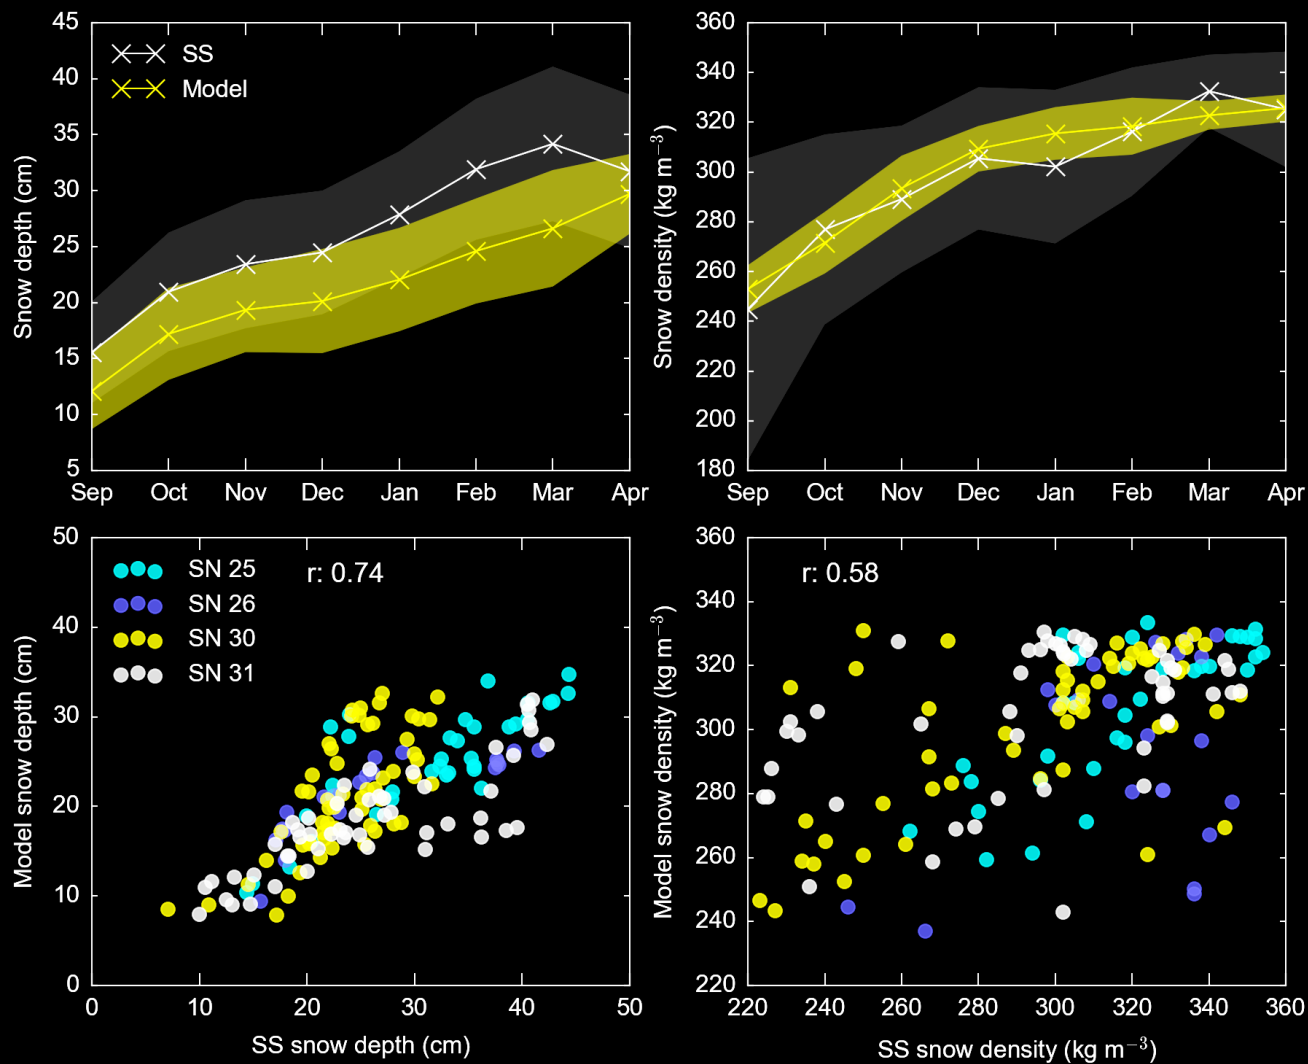 45
40
35
30
25
20
15
10
5
Snow depth (cm)
SS
Model
Sep Oct Nov Dec Jan Feb Mar Apr
360
340
320
300
280
260
240
220
200
180
Snow density (kg m⁻³)
Sep Oct Nov Dec Jan Feb Mar Apr
50
40
30
20
10
0
Model snow depth (cm)
SN 25
SN 26
SN 30
SN 31
r: 0.74
0 10 20 30 40 50
SS snow depth (cm)
360
340
320
300
280
260
240
220
Model snow density (kg m⁻³)
r: 0.58
220 240 260 280 300 320 340 360
SS snow density (kg m⁻³)